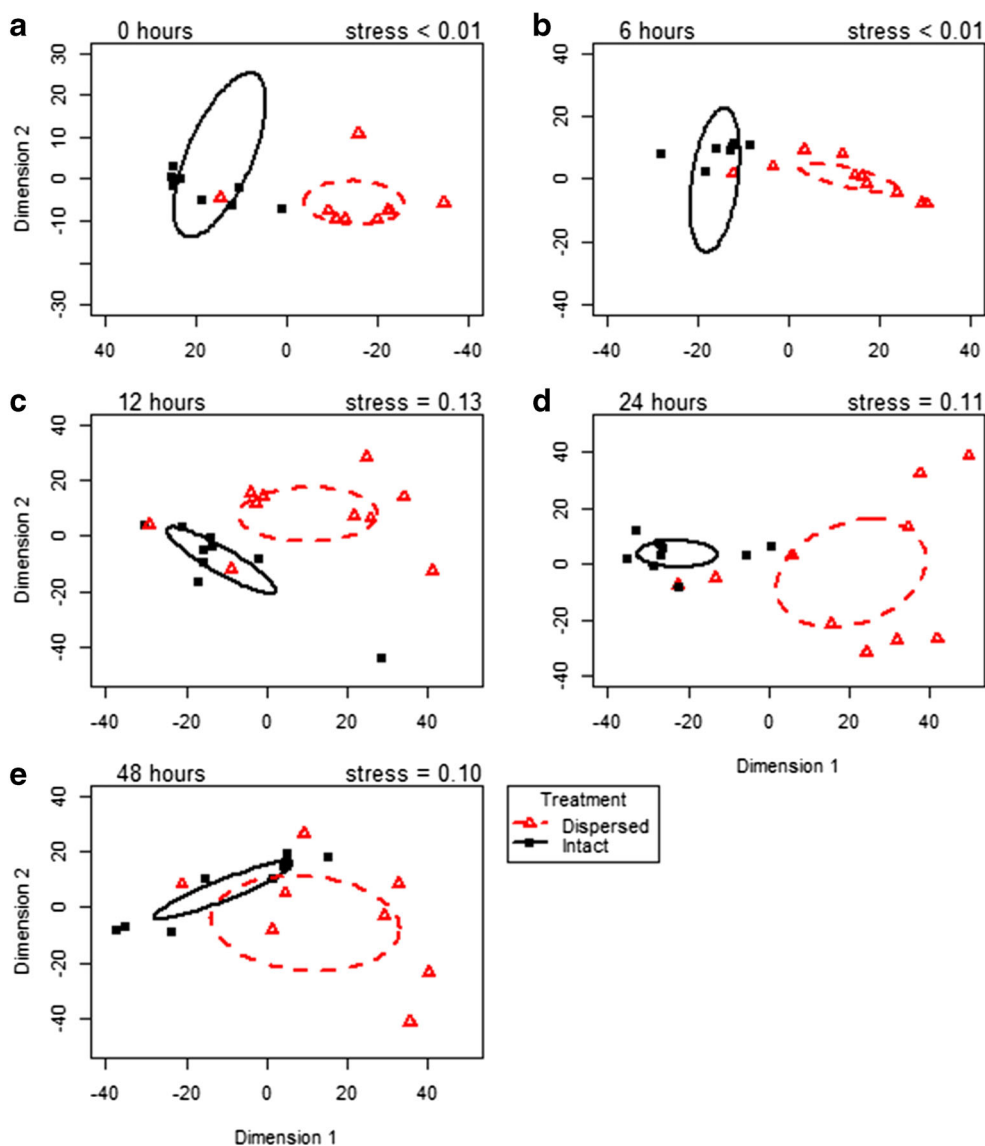 a
0 hours stress < 0.01
30
20
10
0
-10
-30
Dimension 2
40 20 0 -20 -40
b
6 hours stress < 0.01
40
20
0
-20
-40
-40 -20 0 20 40
c
12 hours stress = 0.13
40
20
0
-20
-40
Dimension 2
-40 -20 0 20 40
d
24 hours stress = 0.11
40
20
0
-20
-40
-40 -20 0 20 40
Dimension 1
e
48 hours stress = 0.10
40
20
0
-20
-40
Dimension 2
-40 -20 0 20 40
Dimension 1
Treatment
Dispersed
Intact